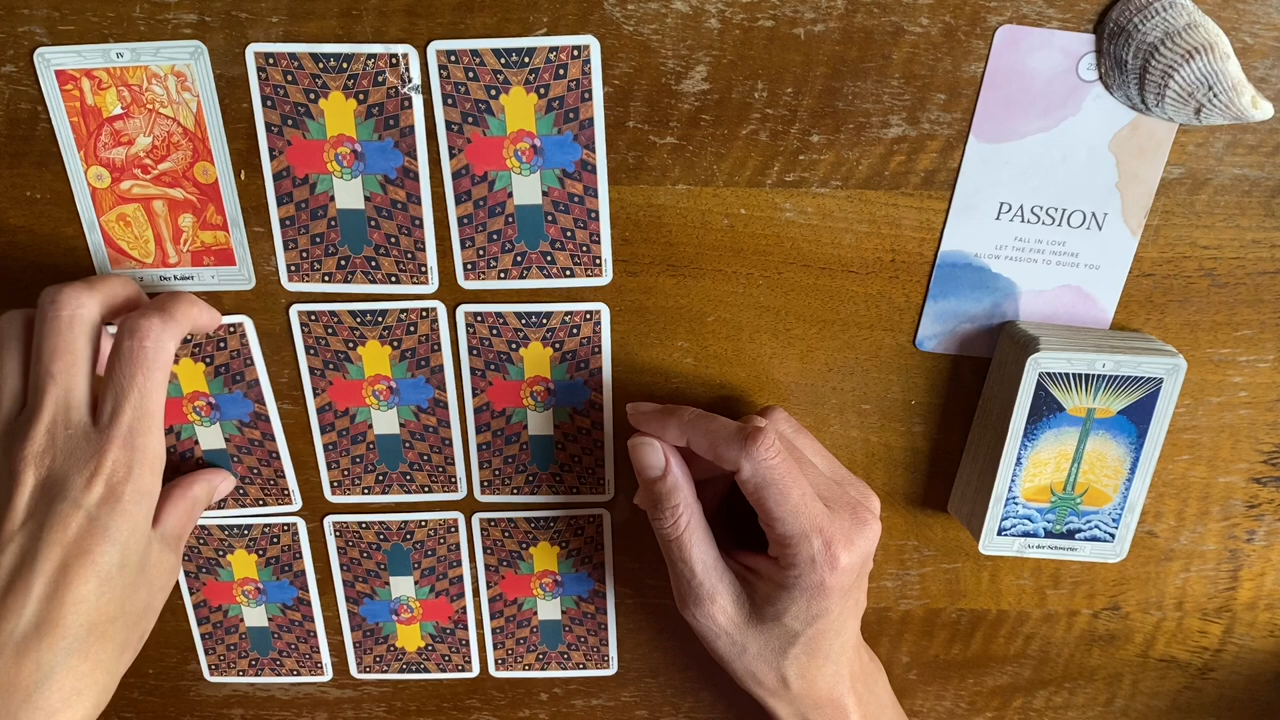 IV
Der Kaiser
23
PASSION
FALL IN LOVE
LET THE FIRE INSPIRE
ALLOW PASSION TO GUIDE YOU
I
As der Schwerter